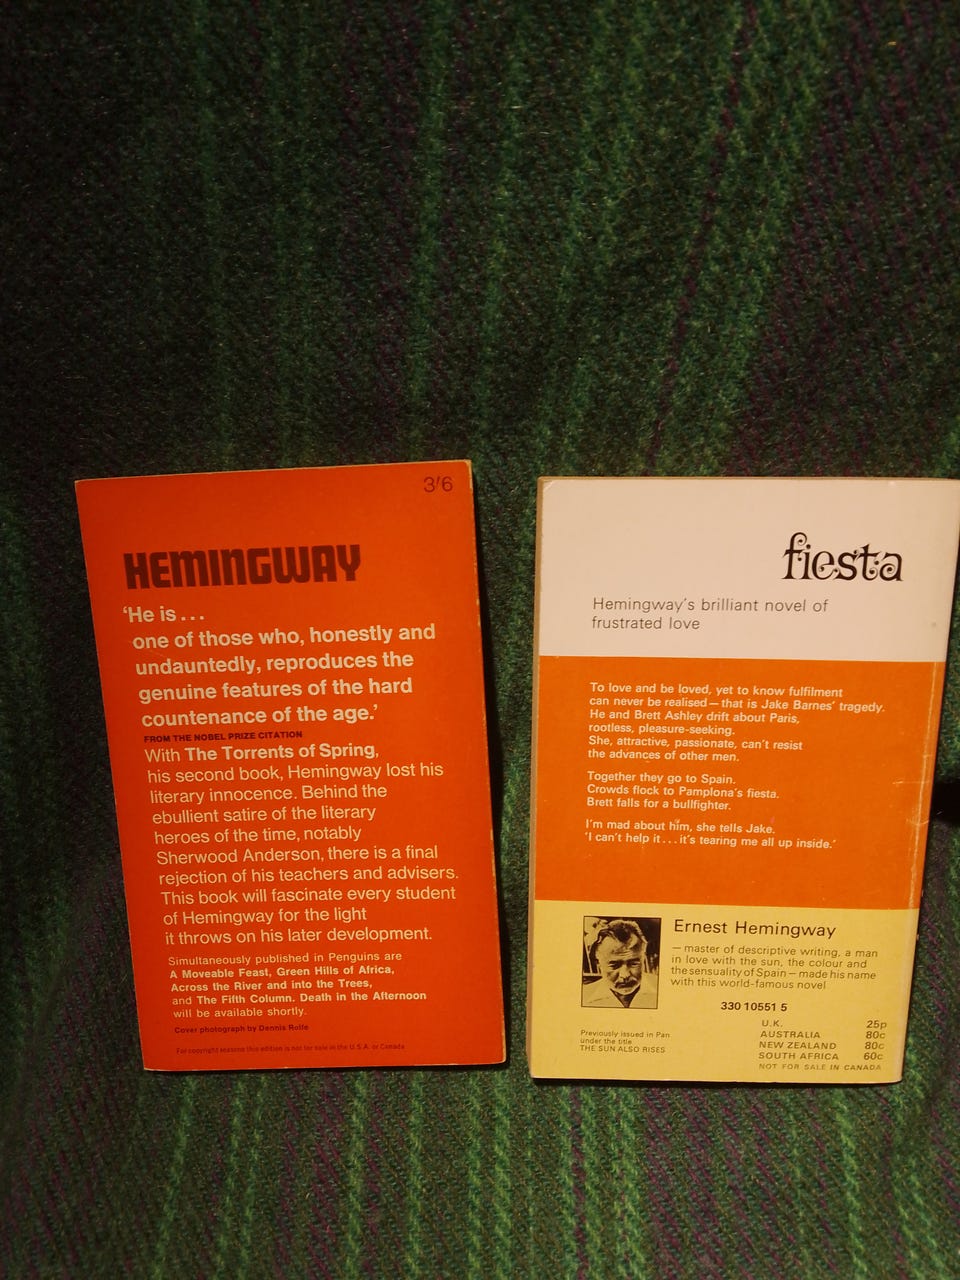 3/6
HEMINGWAY
'He is...
one of those who, honestly and
undauntedly, reproduces the
genuine features of the hard
countenance of the age.'
FROM THE NOBEL PRIZE CITATION
With The Torrents of Spring,
his second book, Hemingway lost his
literary innocence. Behind the
ebullient satire of the literary
heroes of the time, notably
Sherwood Anderson, there is a final
rejection of his teachers and advisers.
This book will fascinate every student
of Hemingway for the light
it throws on his later development.
Simultaneously published in Penguins are
A Moveable Feast, Green Hills of Africa,
Across the River and into the Trees,
and The Fifth Column. Death in the Afternoon
will be available shortly.
Cover photograph by Dennis Rolfe
For copyright reasons this edition is not for sale in the U.S.A. or Canada
fiesta
Hemingway's brilliant novel of
frustrated love
To love and be loved, yet to know fulfilment
can never be realised—that is Jake Barnes' tragedy.
He and Brett Ashley drift about Paris,
rootless, pleasure-seeking.
She, attractive, passionate, can't resist
the advances of other men.
Together they go to Spain.
Crowds flock to Pamplona's fiesta.
Brett falls for a bullfighter.
I'm mad about him, she tells Jake.
'I can't help it...it's tearing me all up inside.'
Ernest Hemingway
— master of descriptive writing, a man
in love with the sun, the colour and
the sensuality of Spain — made his name
with this world-famous novel
330 10551 5
Previously issued in Pan
under the title
THE SUN ALSO RISES
U.K. 25p
AUSTRALIA 80c
NEW ZEALAND 80c
SOUTH AFRICA 60c
NOT FOR SALE IN CANADA